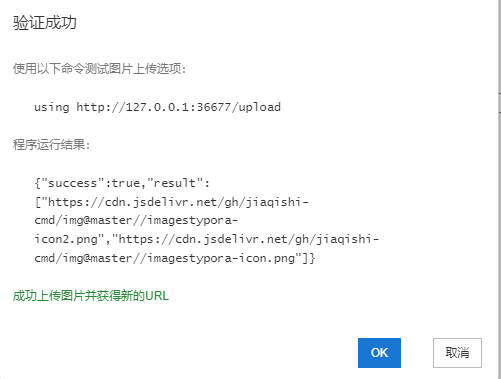 验证成功
使用以下命令测试图片上传选项:
using http://127.0.0.1:36677/upload
程序运行结果:
{"success":true,"result":
["https://cdn.jsdelivr.net/gh/jiaqishi-
cmd/img@master//imagestypora-
icon2.png","https://cdn.jsdelivr.net/gh/jiaqishi-
cmd/img@master//imagestypora-icon.png"]}
成功上传图片并获得新的URL
OK 取消